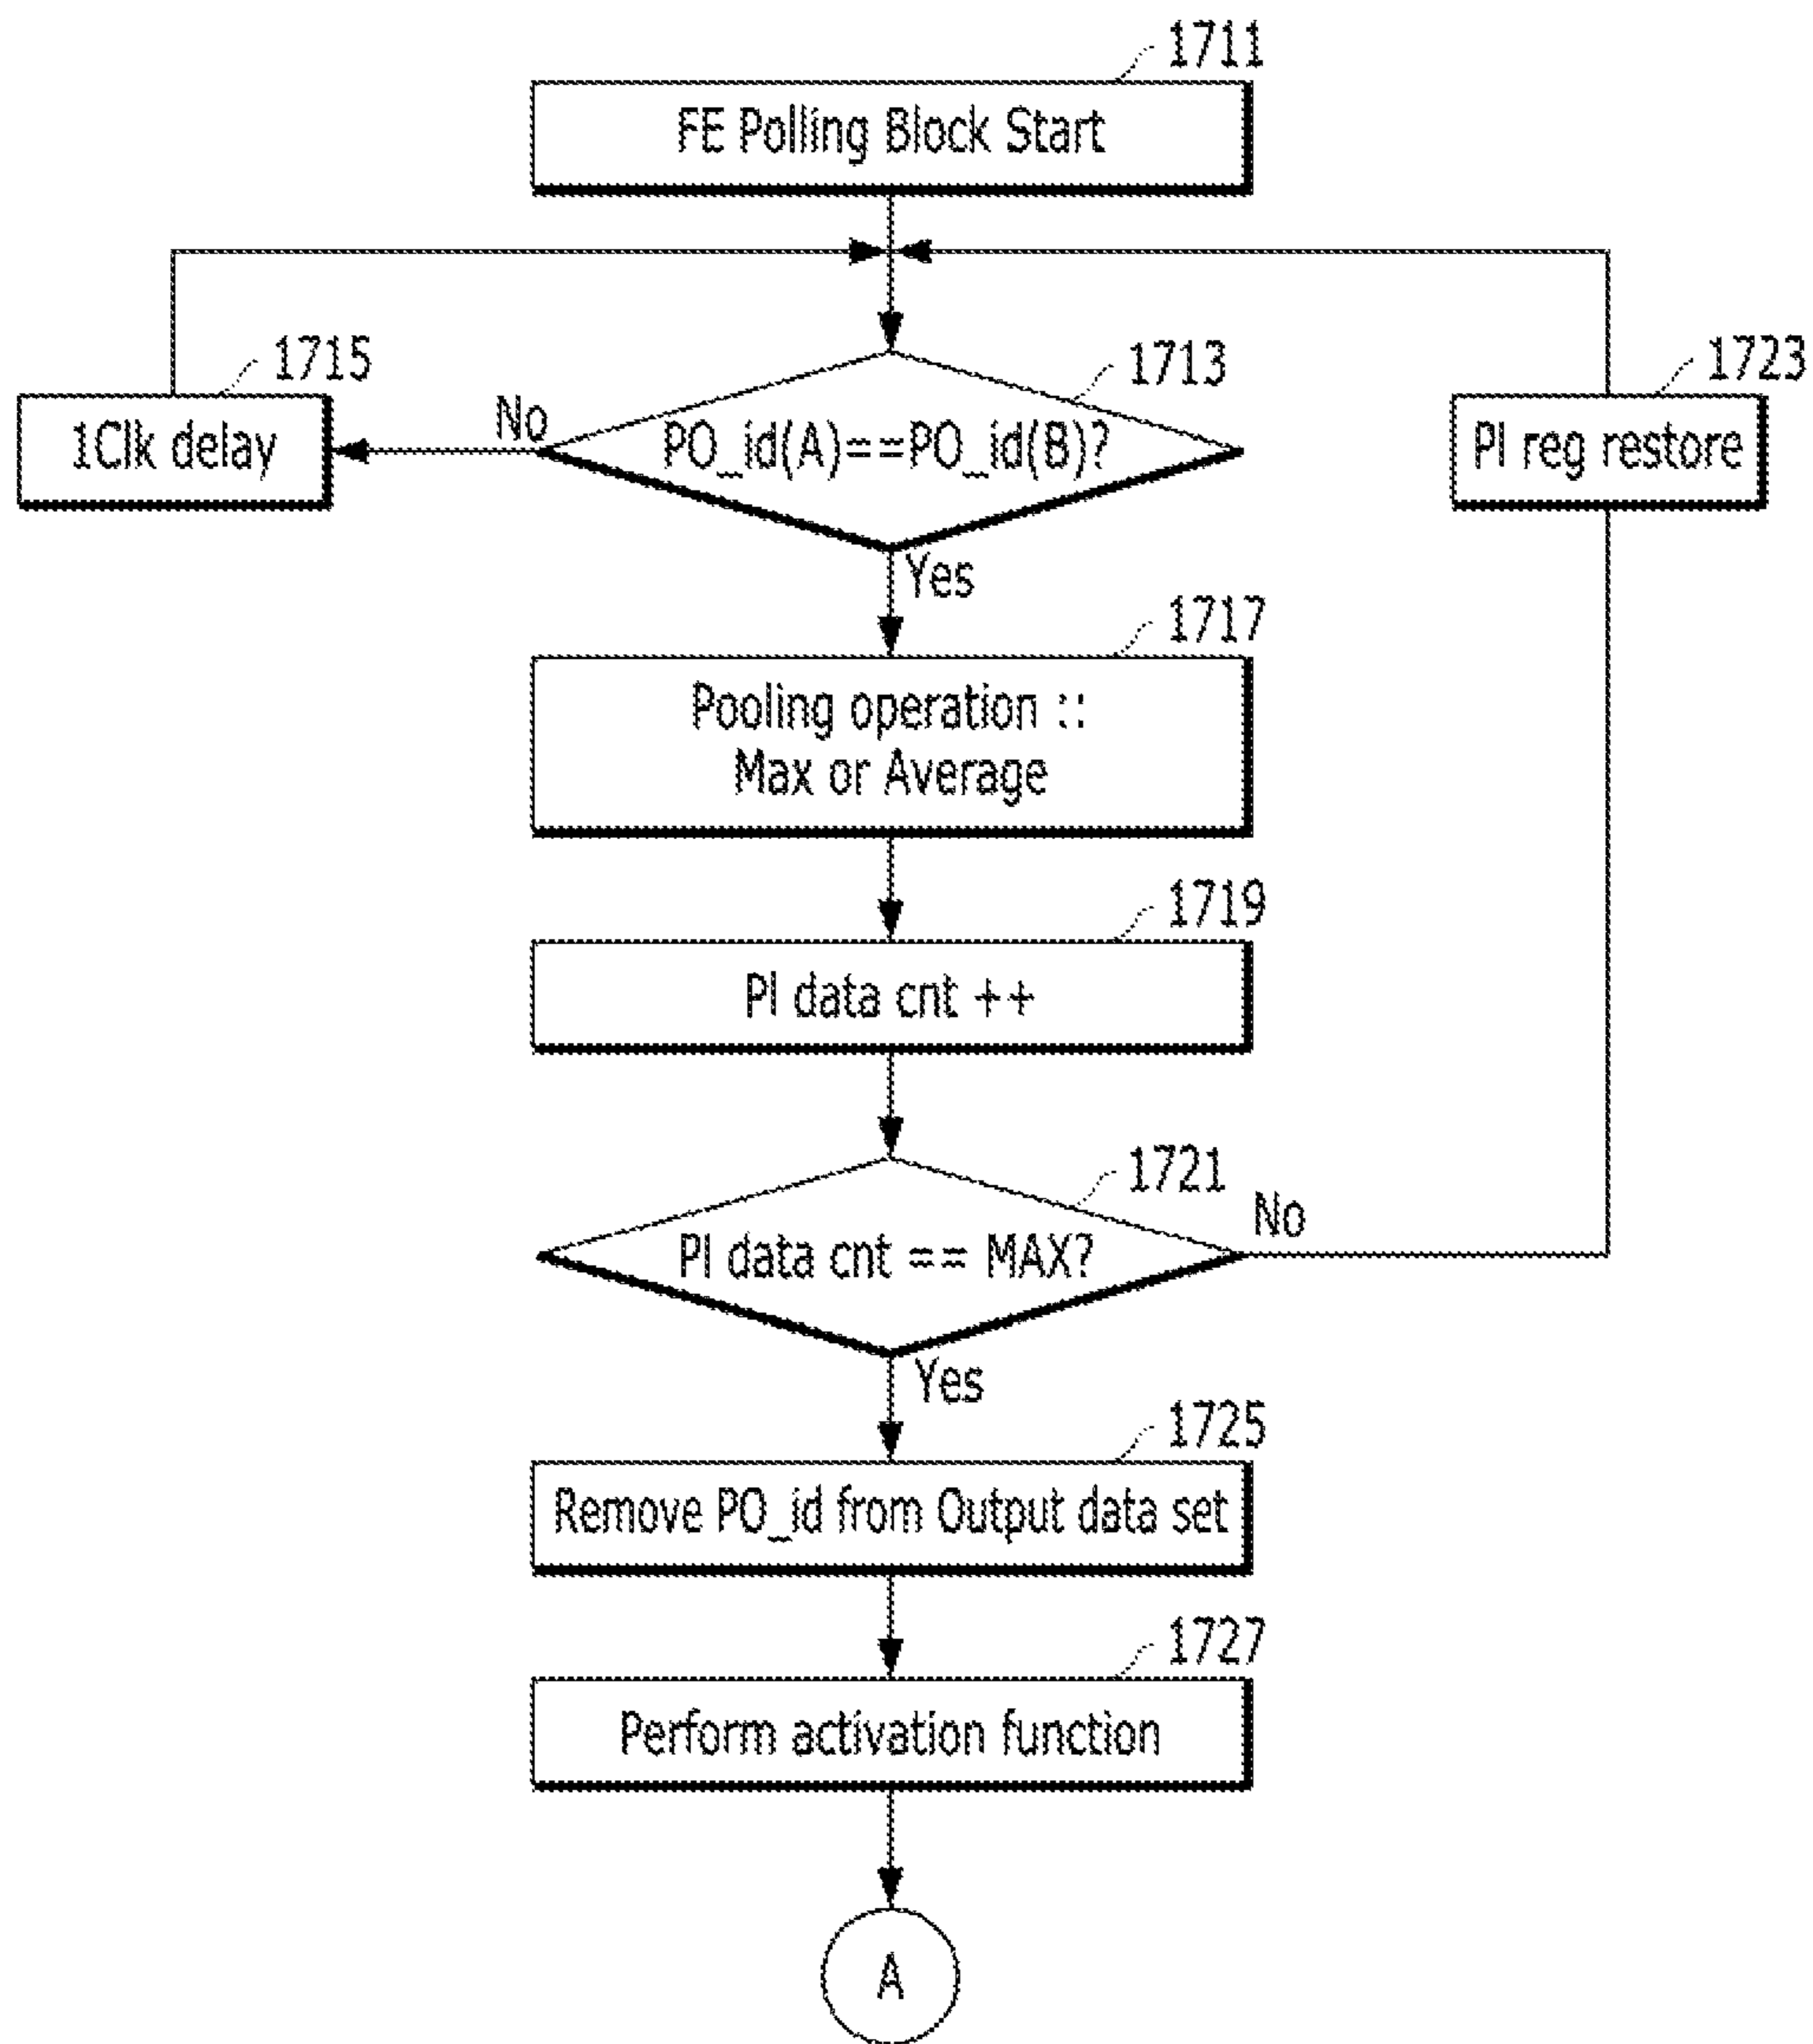 1711
FE Polling Block Start
1715
1713
1723
No
1Clk delay
PO_id(A)==PO_id(B)?
PI reg restore
Yes
1717
Pooling operation ::
Max or Average
1719
PI data cnt ++
1721
No
PI data cnt == MAX?
Yes
1725
Remove PO_id from Output data set
1727
Perform activation function
A